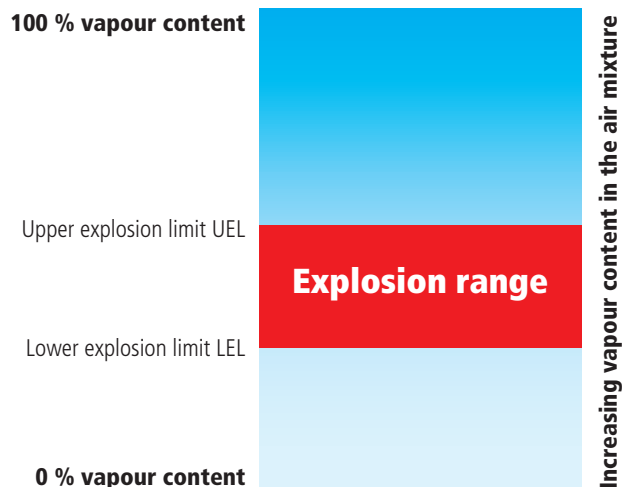 100 % vapour content
Upper explosion limit UEL
Explosion range
Lower explosion limit LEL
0 % vapour content
Increasing vapour content in the air mixture